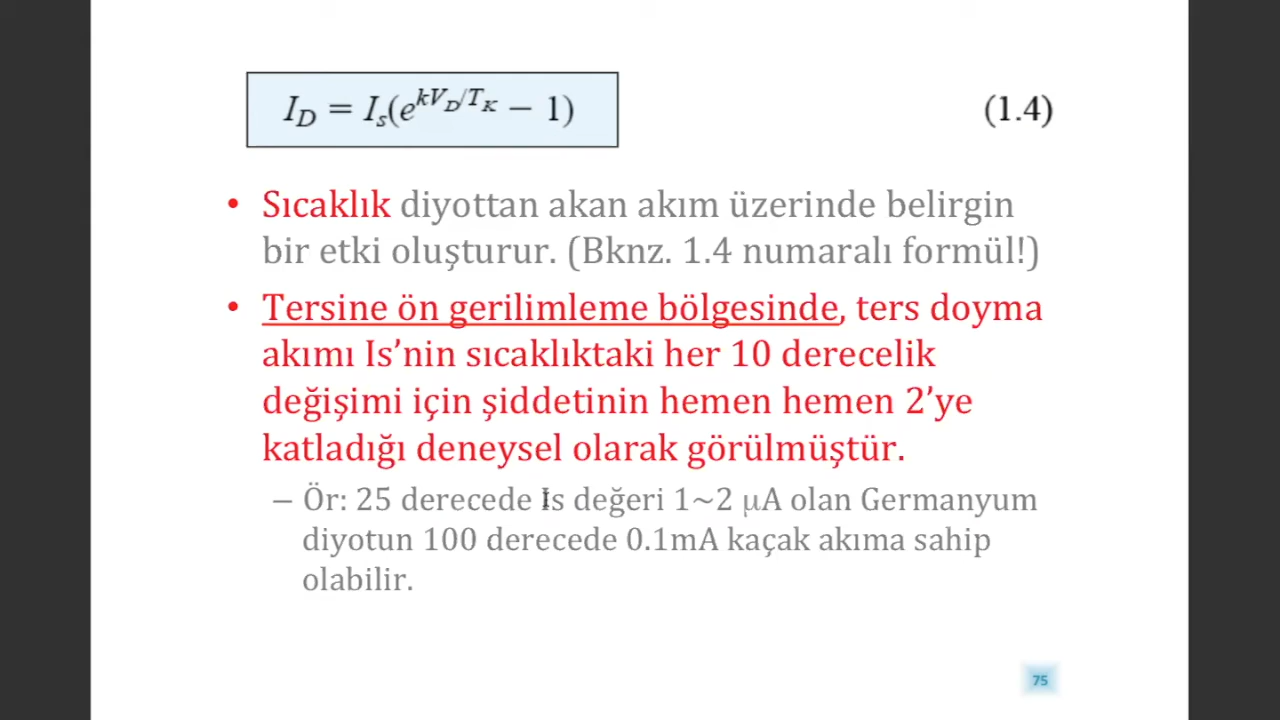 I_D = I_s(e^{kV_D/T_K} − 1) (1.4)
• Sıcaklık diyottan akan akım üzerinde belirgin
bir etki oluşturur. (Bknz. 1.4 numaralı formül!)
• Tersine ön gerilimleme bölgesinde, ters doyma
akımı Is’nin sıcaklıktaki her 10 derecelik
değişimi için şiddetinin hemen hemen 2’ye
katladığı deneysel olarak görülmüştür.
– Ör: 25 derecede Is değeri 1~2 µA olan Germanyum
diyotun 100 derecede 0.1mA kaçak akıma sahip
olabilir.
75